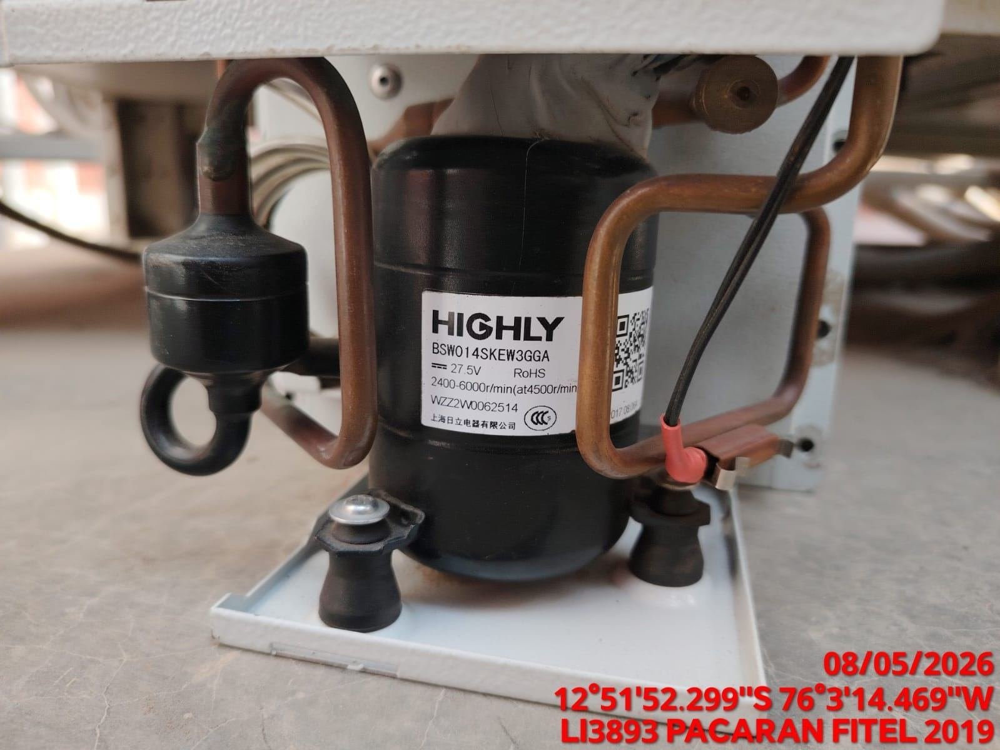 HIGHLY
BSW014SKEW3GGA
27.5V RoHS
2400-6000r/min(at4500r/min
WZZ2W0062514
上海日立电器有限公司 CCC S
08/05/2026
12°51'52.299"S 76°3'14.469"W
LI3893 PACARAN FITEL 2019